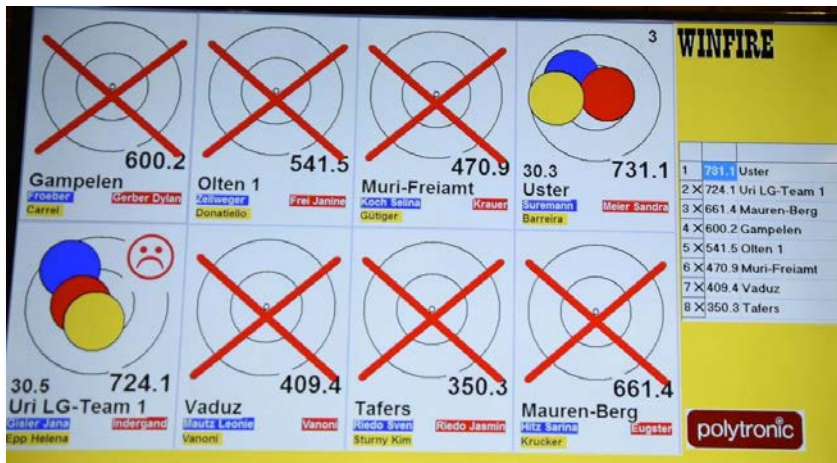 3
WINFIRE
600.2
Gampelen
Froeber Gerber Dylan
Carrel
541.5
Olten 1
Zellweger Frei Janine
Donatiello
470.9
Muri-Freiamt
Koch Selina Krauer
Gütiger
30.3 731.1
Uster
Suremann Meier Sandra
Barreira
30.5 724.1
Uri LG-Team 1
Gisler Jana Indergand
Epp Helena
409.4
Vaduz
Mautz Leonie Vanoni
Vanoni
350.3
Tafers
Riedo Sven Riedo Jasmin
Sturny Kim
661.4
Mauren-Berg
Hitz Sarina Eugster
Krucker
1 731.1 Uster
2 X 724.1 Uri LG-Team 1
3 X 661.4 Mauren-Berg
4 X 600.2 Gampelen
5 X 541.5 Olten 1
6 X 470.9 Muri-Freiamt
7 X 409.4 Vaduz
8 X 350.3 Tafers
polytronic